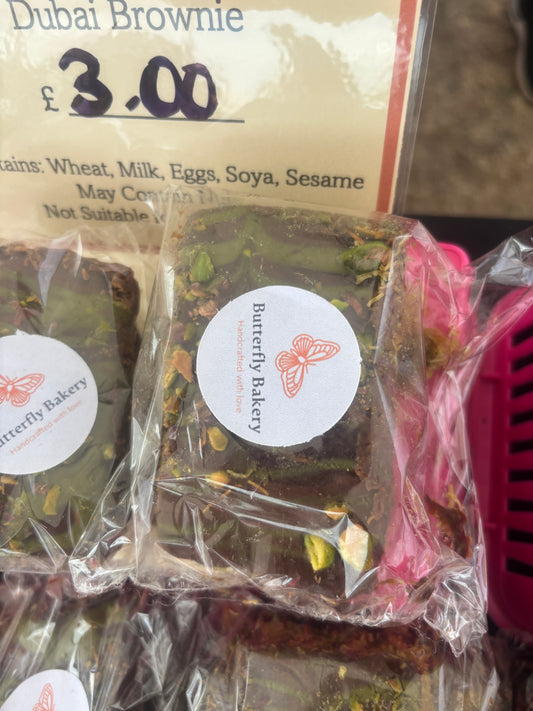 Dubai Brownie
£ 3.00
tains: Wheat, Milk, Eggs, Soya, Sesame
May Contain
Not Suitable
Butterfly Bakery
Handcrafted with love
Butterfly Bakery
Handcrafted with love